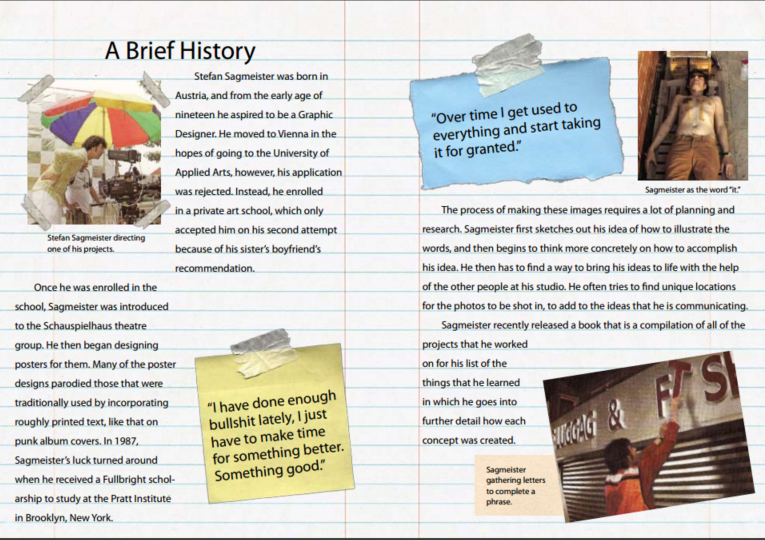 A Brief History
Stefan Sagmeister was born in
Austria, and from the early age of
nineteen he aspired to be a Graphic
Designer. He moved to Vienna in the
hopes of going to the University of
Applied Arts, however, his application
was rejected. Instead, he enrolled
in a private art school, which only
accepted him on his second attempt
because of his sister's boyfriend's
recommendation.
Stefan Sagmeister directing
one of his projects.
Once he was enrolled in the
school, Sagmeister was introduced
to the Schauspielhaus theatre
group. He then began designing
posters for them. Many of the poster
designs parodied those that were
traditionally used by incorporating
roughly printed text, like that on
punk album covers. In 1987,
Sagmeister's luck turned around
when he received a Fullbright schol-
arship to study at the Pratt Institute
in Brooklyn, New York.
"I have done enough
bullshit lately, I just
have to make time
for something better.
Something good."
"Over time I get used to
everything and start taking
it for granted."
Sagmeister as the word "it."
The process of making these images requires a lot of planning and
research. Sagmeister first sketches out his idea of how to illustrate the
words, and then begins to think more concretely on how to accomplish
his idea. He then has to find a way to bring his ideas to life with the help
of the other people at his studio. He often tries to find unique locations
for the photos to be shot in, to add to the ideas that he is communicating.
Sagmeister recently released a book that is a compilation of all of the
projects that he worked
on for his list of the
things that he learned
in which he goes into
further detail how each
concept was created.
Sagmeister
gathering letters
to complete a
phrase.
UGGAG & FT S